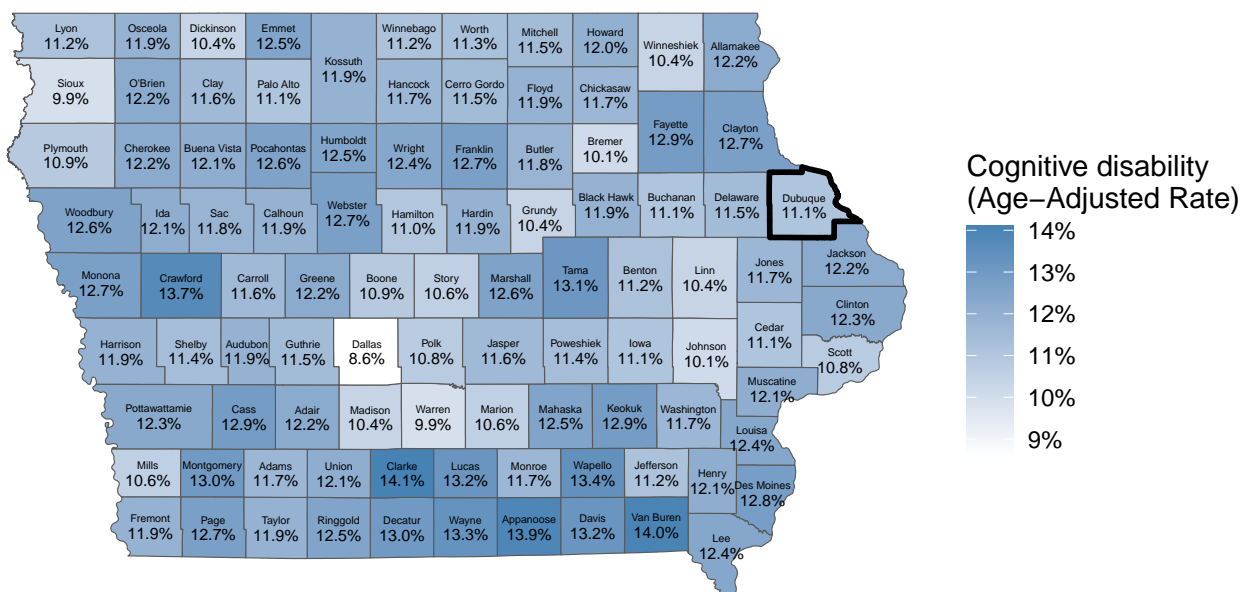 Lyon
11.2%
Osceola
11.9%
Dickinson
10.4%
Emmet
12.5%
Kossuth
11.9%
Winnebago
11.2%
Worth
11.3%
Mitchell
11.5%
Howard
12.0%
Winneshiek
10.4%
Allamakee
12.2%
Sioux
9.9%
O'Brien
12.2%
Clay
11.6%
Palo Alto
11.1%
Hancock
11.7%
Cerro Gordo
11.5%
Floyd
11.9%
Chickasaw
11.7%
Fayette
12.9%
Clayton
12.7%
Plymouth
10.9%
Cherokee
12.2%
Buena Vista
12.1%
Pocahontas
12.6%
Humboldt
12.5%
Wright
12.4%
Franklin
12.7%
Butler
11.8%
Bremer
10.1%
Woodbury
12.6%
Ida
12.1%
Sac
11.8%
Calhoun
11.9%
Webster
12.7%
Hamilton
11.0%
Hardin
11.9%
Grundy
10.4%
Black Hawk
11.9%
Buchanan
11.1%
Delaware
11.5%
Dubuque
11.1%
Monona
12.7%
Crawford
13.7%
Carroll
11.6%
Greene
12.2%
Boone
10.9%
Story
10.6%
Marshall
12.6%
Tama
13.1%
Benton
11.2%
Linn
10.4%
Jones
11.7%
Jackson
12.2%
Clinton
12.3%
Harrison
11.9%
Shelby
11.4%
Audubon
11.9%
Guthrie
11.5%
Dallas
8.6%
Polk
10.8%
Jasper
11.6%
Poweshiek
11.4%
Iowa
11.1%
Johnson
10.1%
Cedar
11.1%
Scott
10.8%
Muscatine
12.1%
Pottawattamie
12.3%
Cass
12.9%
Adair
12.2%
Madison
10.4%
Warren
9.9%
Marion
10.6%
Mahaska
12.5%
Keokuk
12.9%
Washington
11.7%
Louisa
12.4%
Mills
10.6%
Montgomery
13.0%
Adams
11.7%
Union
12.1%
Clarke
14.1%
Lucas
13.2%
Monroe
11.7%
Wapello
13.4%
Jefferson
11.2%
Henry
12.1%
Des Moines
12.8%
Fremont
11.9%
Page
12.7%
Taylor
11.9%
Ringgold
12.5%
Decatur
13.0%
Wayne
13.3%
Appanoose
13.9%
Davis
13.2%
Van Buren
14.0%
Lee
12.4%
Cognitive disability
(Age−Adjusted Rate)
14%
13%
12%
11%
10%
9%